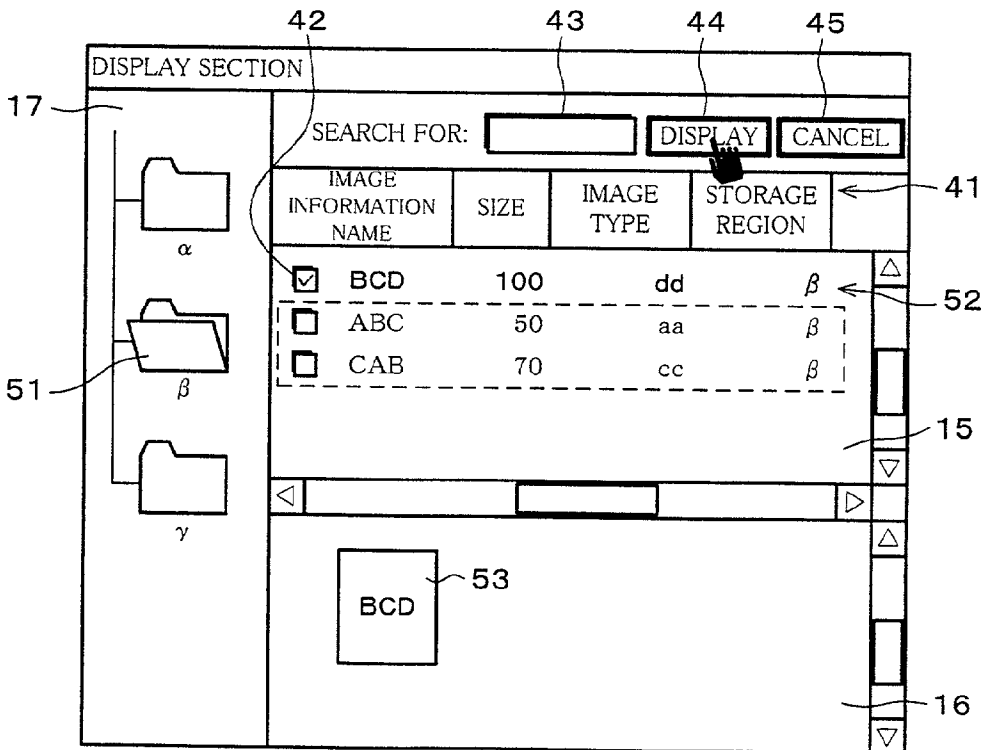 42 43 44 45
DISPLAY SECTION
17
SEARCH FOR: DISPLAY CANCEL
IMAGE INFORMATION NAME SIZE IMAGE TYPE STORAGE REGION 41
α
BCD 100 dd β 52
ABC 50 aa β
CAB 70 cc β
51
β
15
γ
BCD 53
16